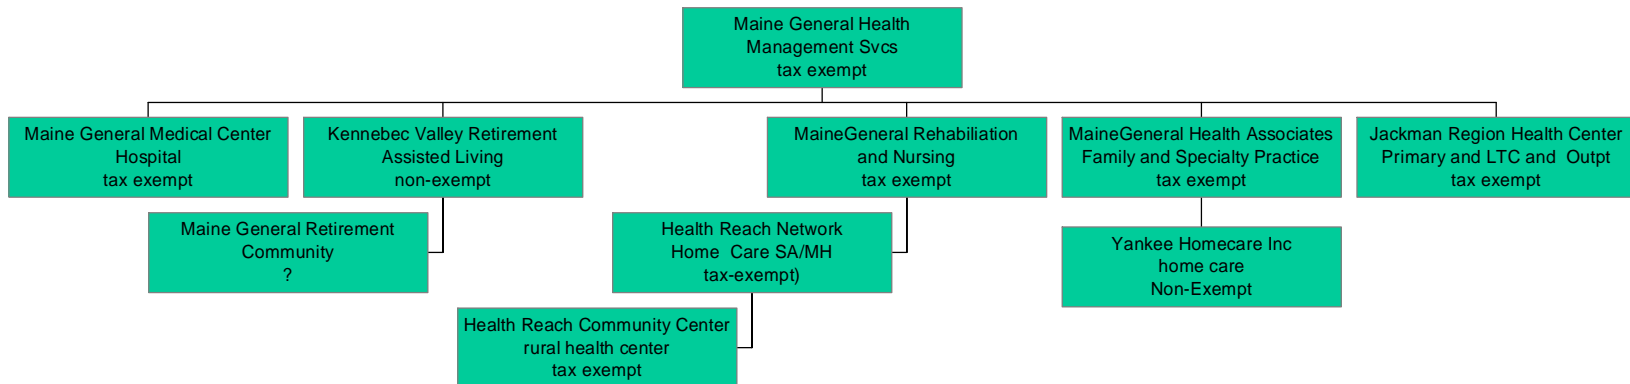 Maine General Health
Management Svcs
tax exempt
Maine General Medical Center
Hospital
tax exempt
Kennebec Valley Retirement
Assisted Living
non-exempt
MaineGeneral Rehabiliation
and Nursing
tax exempt
MaineGeneral Health Associates
Family and Specialty Practice
tax exempt
Jackman Region Health Center
Primary and LTC and Outpt
tax exempt
Maine General Retirement
Community
?
Health Reach Network
Home Care SA/MH
tax-exempt)
Yankee Homecare Inc
home care
Non-Exempt
Health Reach Community Center
rural health center
tax exempt